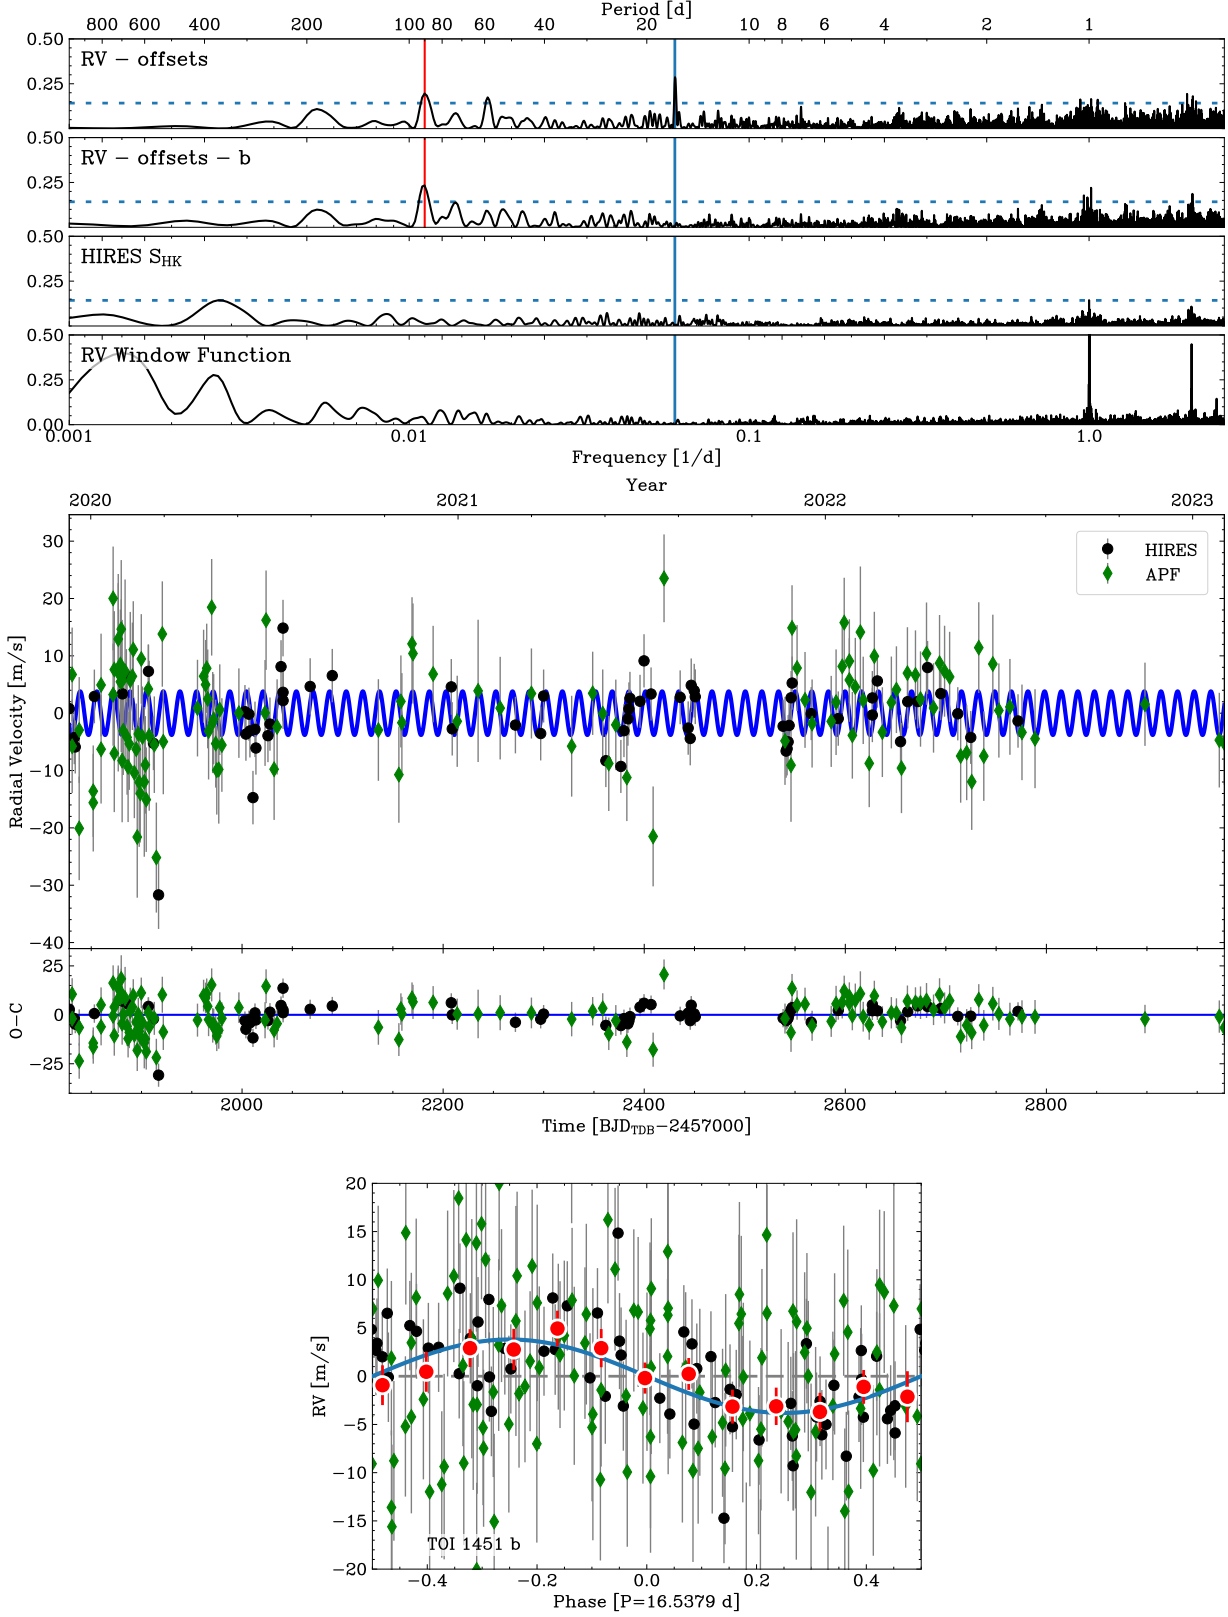 Period [d]
800 600 400 200 100 80 60 40 20 10 8 6 4 2 1
0.50
RV − offsets
0.25
0.50
RV − offsets − b
0.25
0.50
HIRES S_HK
0.25
0.50
RV Window Function
0.25
0.00
0.001 0.01 0.1 1.0
Frequency [1/d]
Year
2020 2021 2022 2023
30
HIRES
APF
20
10
0
−10
−20
−30
−40
Radial Velocity [m/s]
25
0
−25
O−C
2000 2200 2400 2600 2800
Time [BJD_TDB−2457000]
20
15
10
5
0
−5
−10
−15
−20
RV [m/s]
TOI 1451 b
−0.4 −0.2 0.0 0.2 0.4
Phase [P=16.5379 d]